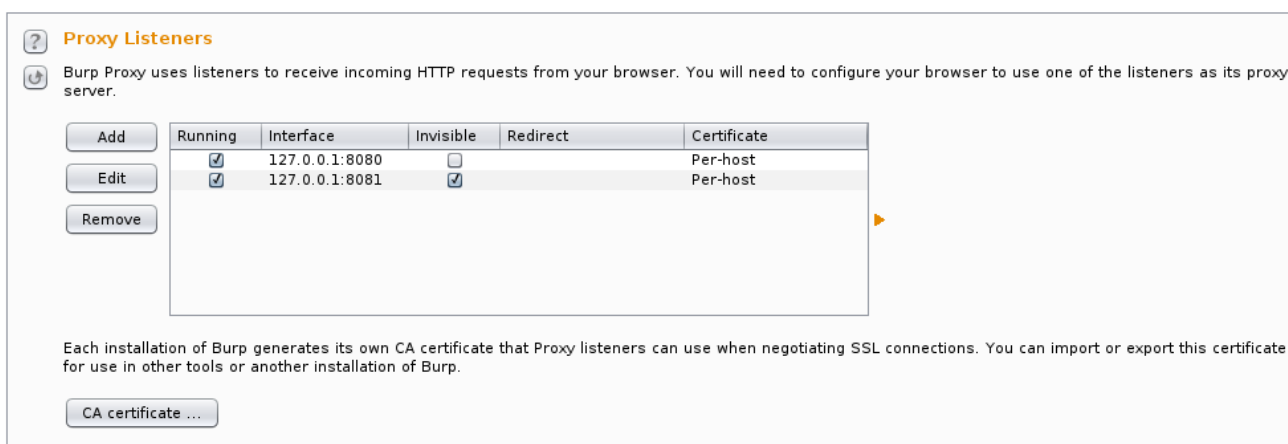 Proxy Listeners
Burp Proxy uses listeners to receive incoming HTTP requests from your browser. You will need to configure your browser to use one of the listeners as its proxy
server.
Add
Running Interface Invisible Redirect Certificate
127.0.0.1:8080 Per-host
Edit
127.0.0.1:8081 Per-host
Remove
Each installation of Burp generates its own CA certificate that Proxy listeners can use when negotiating SSL connections. You can import or export this certificate
for use in other tools or another installation of Burp.
CA certificate ...